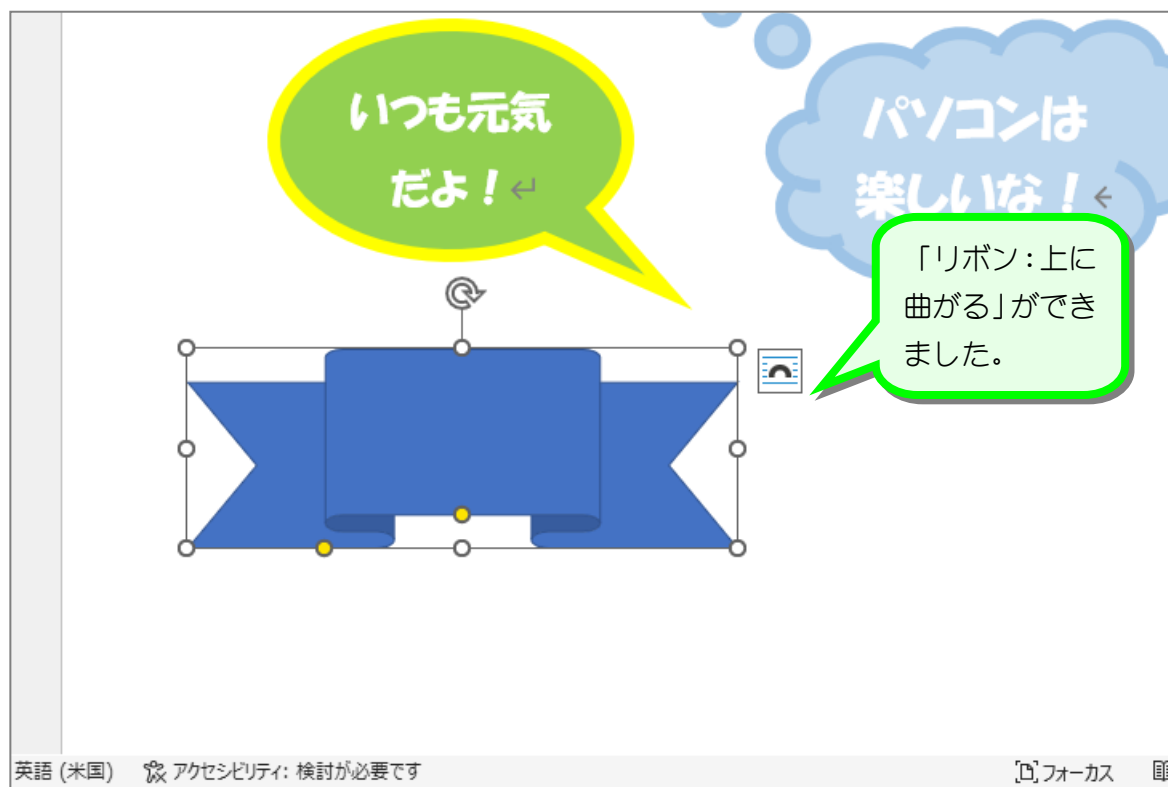 いつも元気
だよ！
パソコンは
楽しいな！
「リボン：上に
曲がる」ができ
ました。
英語 (米国)
アクセシビリティ: 検討が必要です
フォーカス